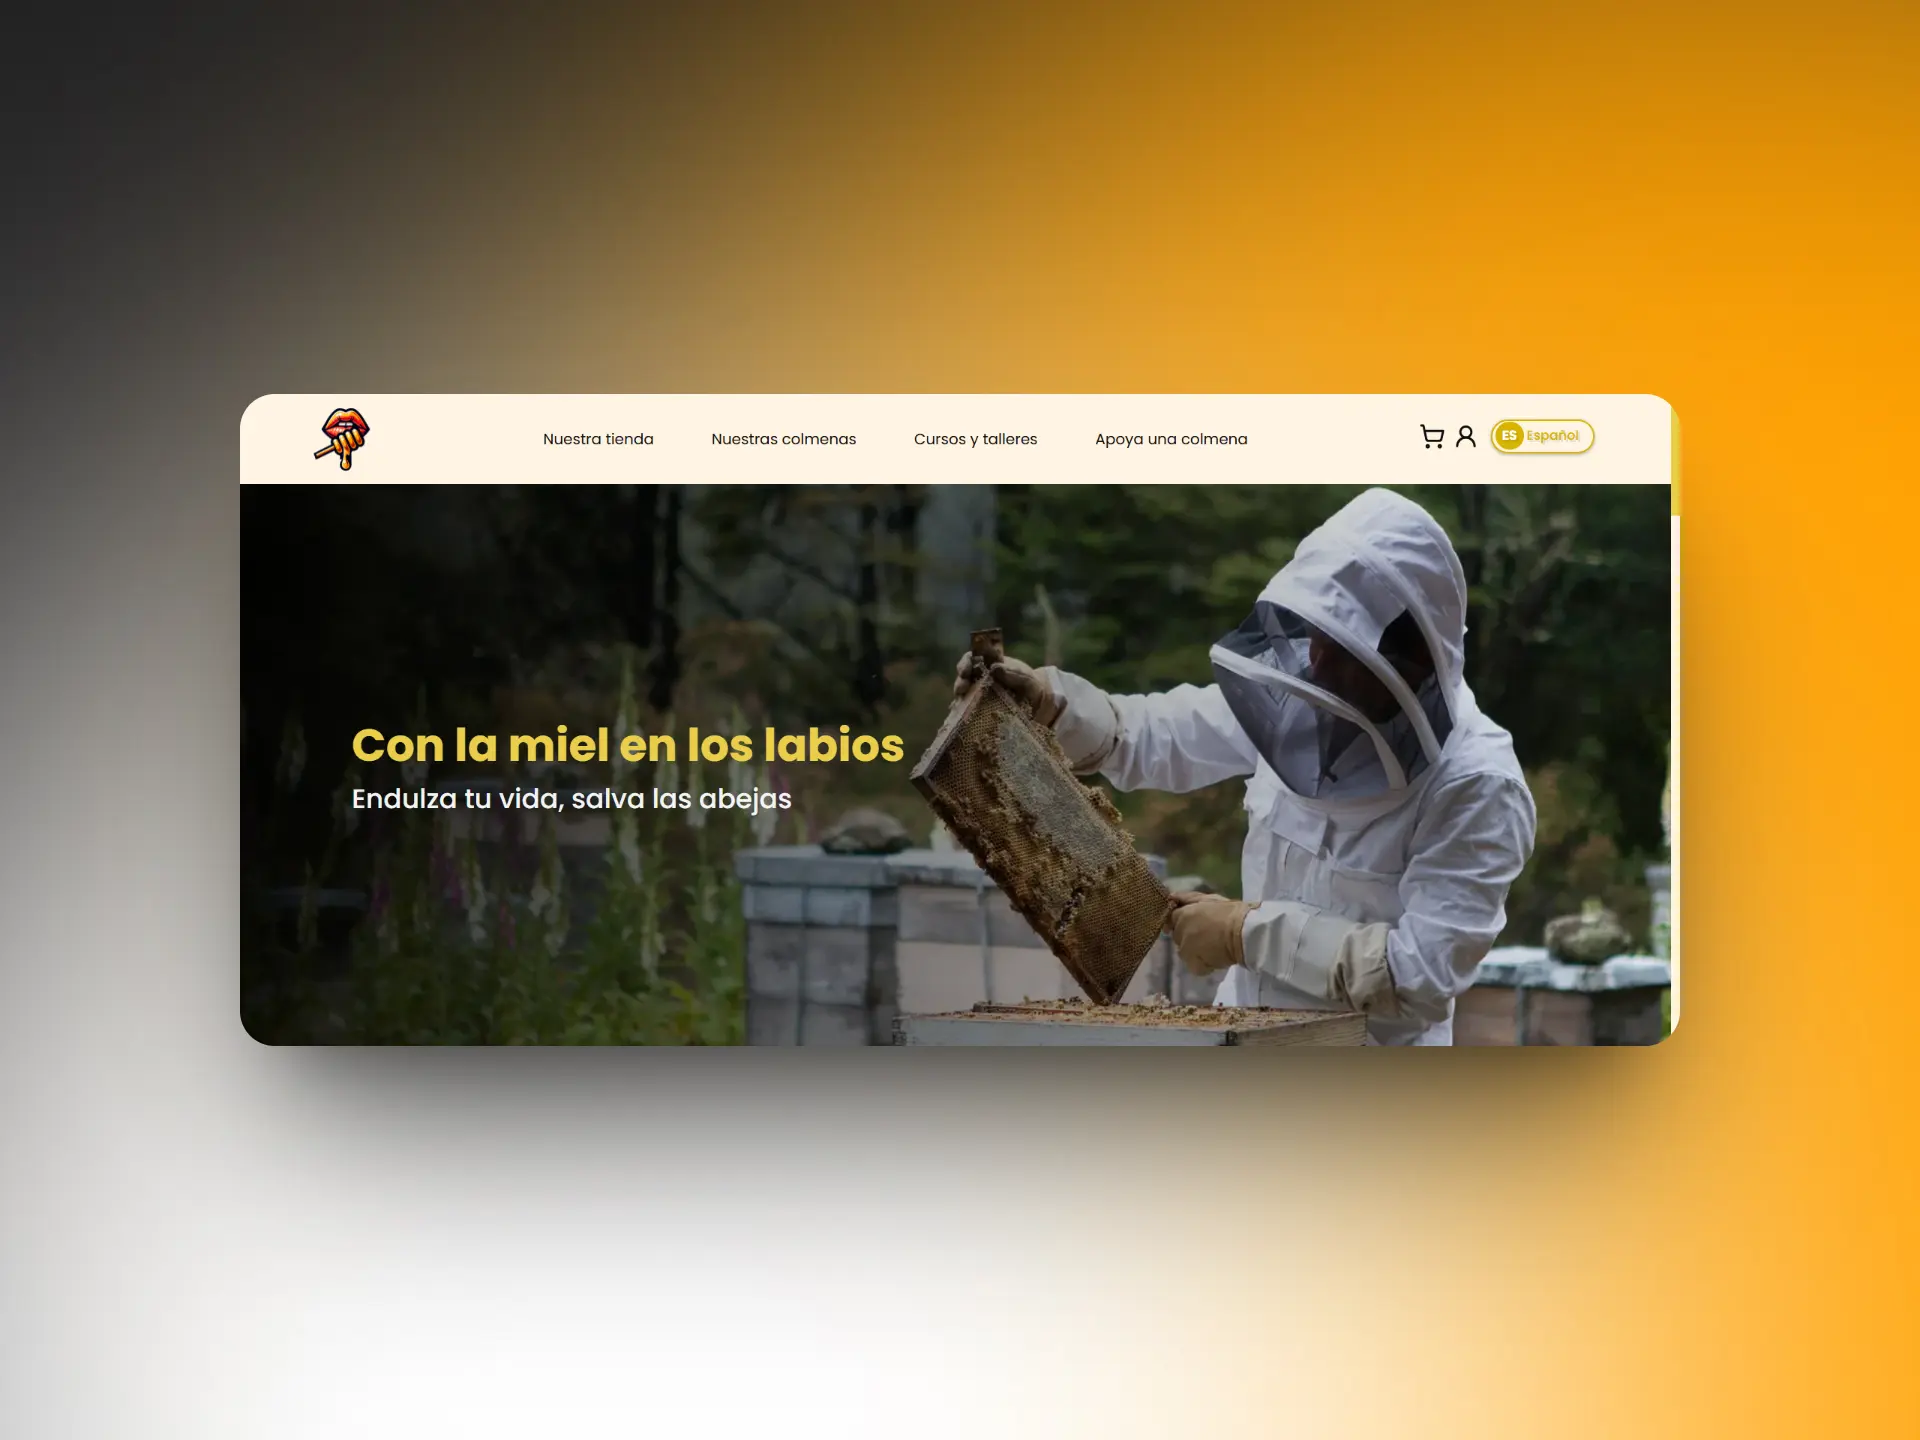 Nuestra tienda
Nuestras colmenas
Cursos y talleres
Apoya una colmena
ES Español
Con la miel en los labios
Endulza tu vida, salva las abejas